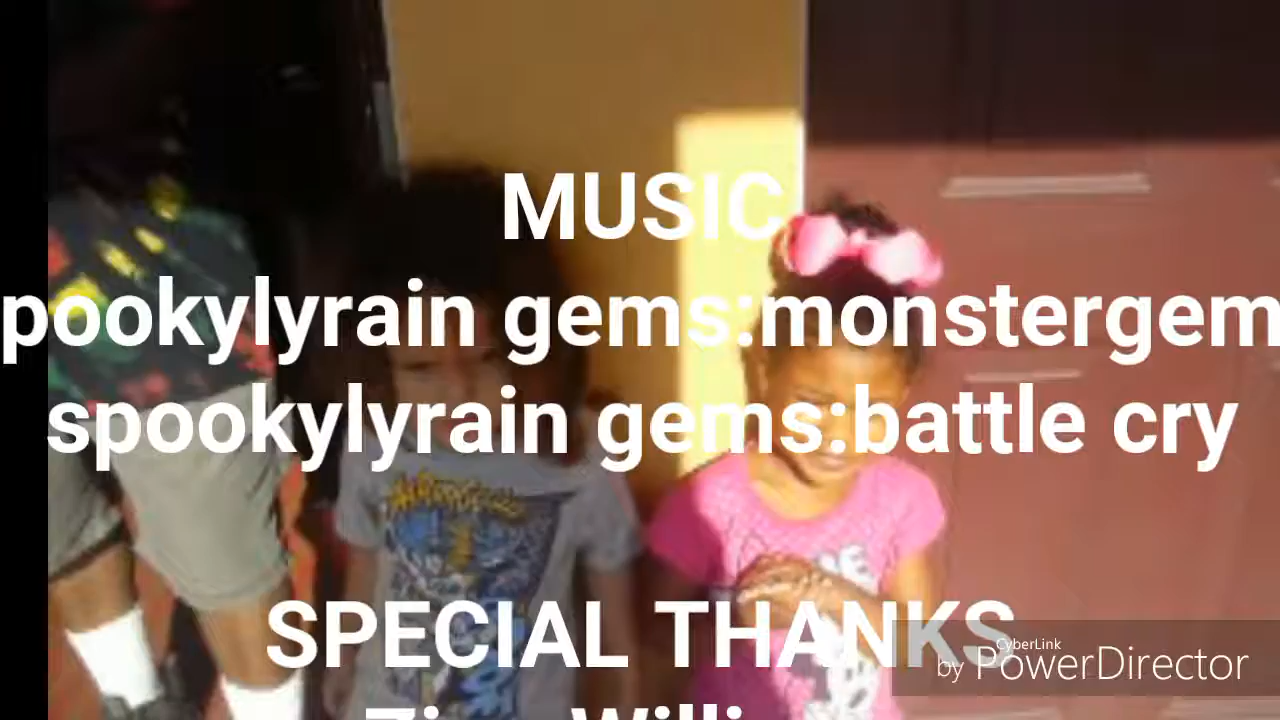 MUSIC
pookylyrain gems:monstergem
spookylyrain gems:battle cry
SPECIAL THANKS
CyberLink
by PowerDirector